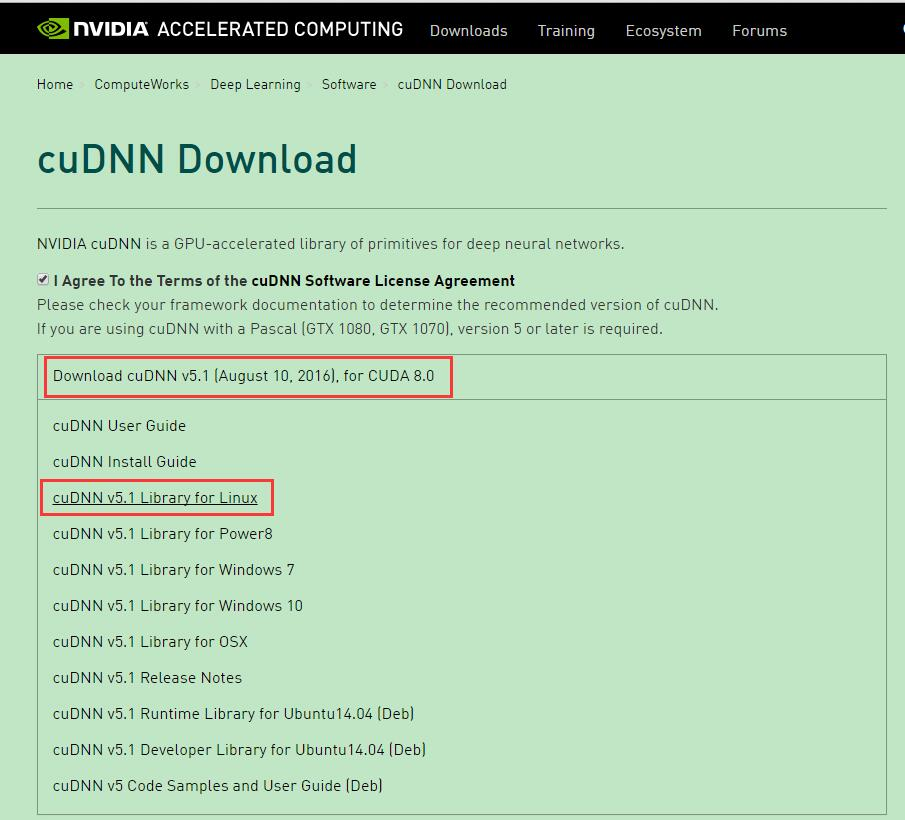 NVIDIA ACCELERATED COMPUTING Downloads Training Ecosystem Forums
Home > ComputeWorks > Deep Learning > Software > cuDNN Download
cuDNN Download
NVIDIA cuDNN is a GPU-accelerated library of primitives for deep neural networks.
I Agree To the Terms of the cuDNN Software License Agreement
Please check your framework documentation to determine the recommended version of cuDNN.
If you are using cuDNN with a Pascal (GTX 1080, GTX 1070), version 5 or later is required.
Download cuDNN v5.1 (August 10, 2016), for CUDA 8.0
cuDNN User Guide
cuDNN Install Guide
cuDNN v5.1 Library for Linux
cuDNN v5.1 Library for Power8
cuDNN v5.1 Library for Windows 7
cuDNN v5.1 Library for Windows 10
cuDNN v5.1 Library for OSX
cuDNN v5.1 Release Notes
cuDNN v5.1 Runtime Library for Ubuntu14.04 (Deb)
cuDNN v5.1 Developer Library for Ubuntu14.04 (Deb)
cuDNN v5 Code Samples and User Guide (Deb)